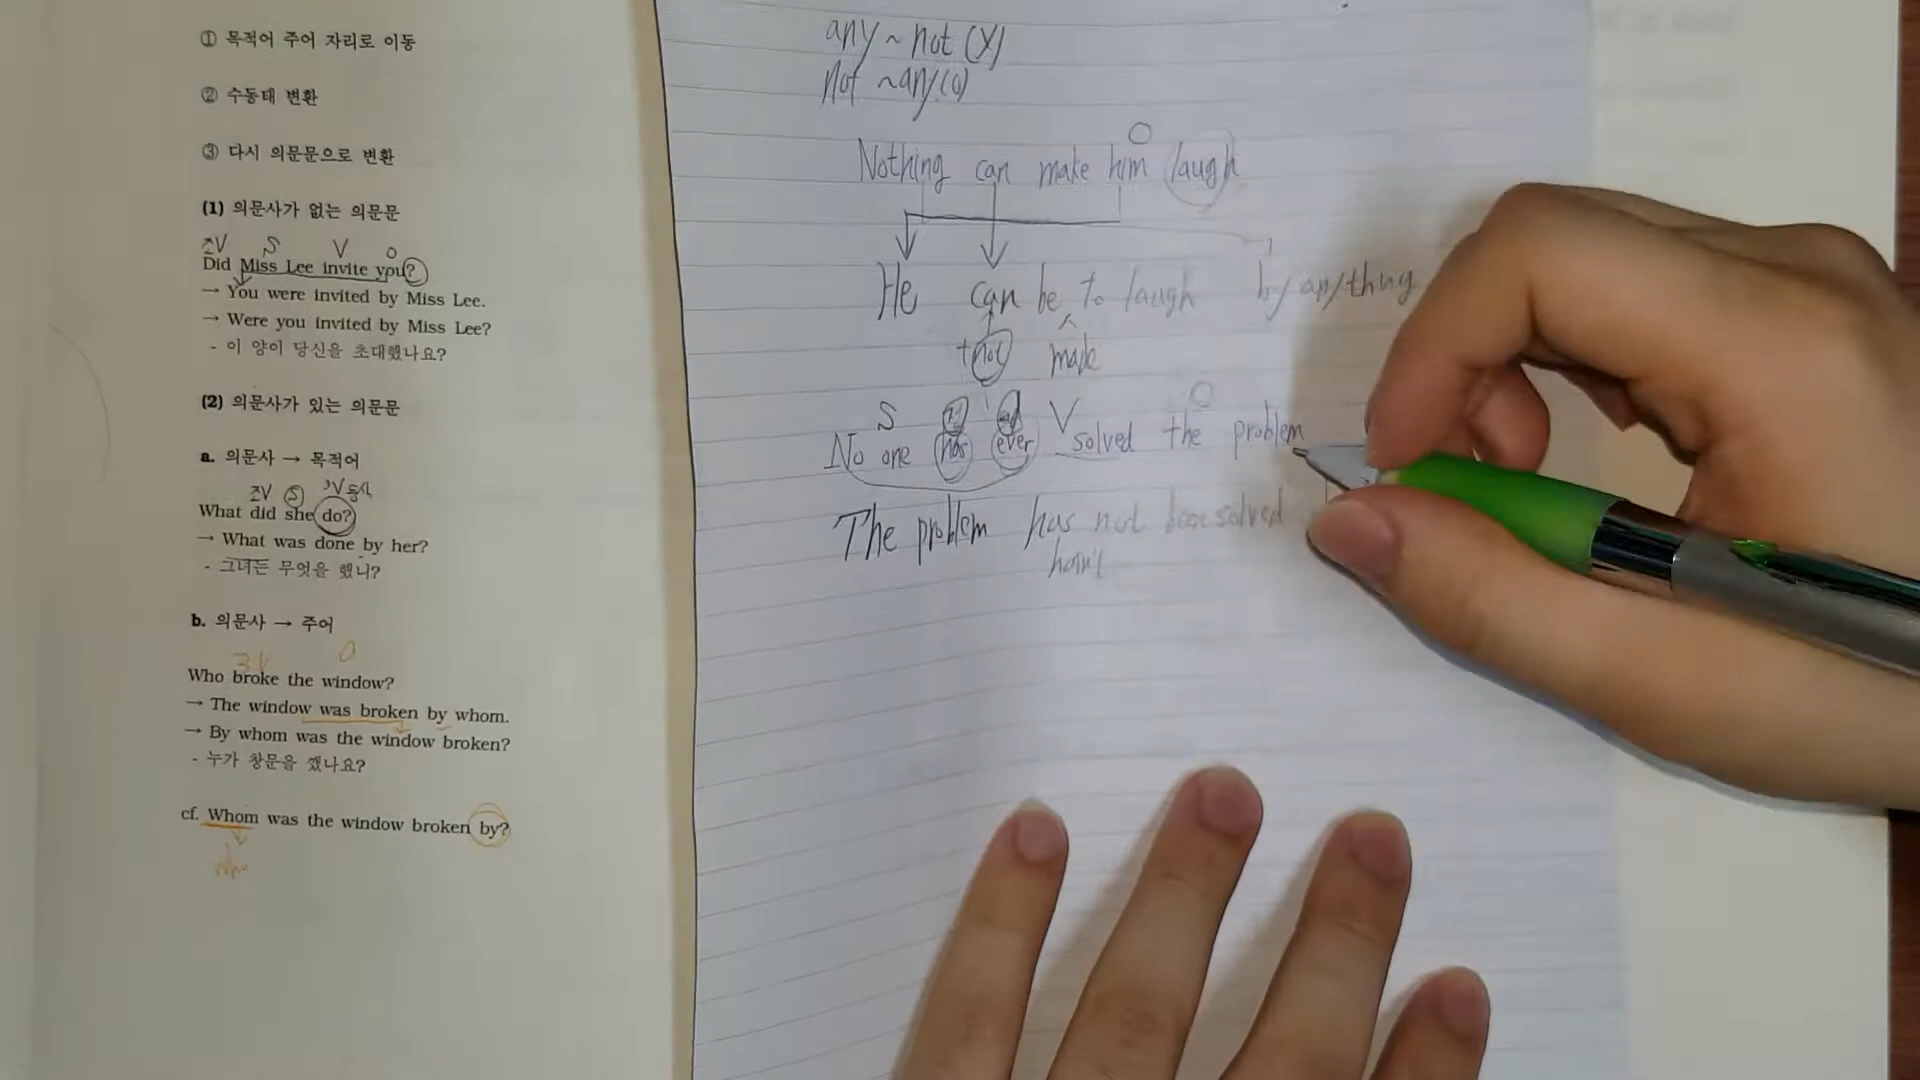 ① 목적어 주어 자리로 이동
② 수동태 변환
③ 다시 의문문으로 변환
(1) 의문사가 없는 의문문
조V S V O
Did Miss Lee invite you?
→ You were invited by Miss Lee.
→ Were you invited by Miss Lee?
- 이 양이 당신을 초대했나요?
(2) 의문사가 있는 의문문
a. 의문사 → 목적어
조V S 동사
What did she do?
→ What was done by her?
- 그녀는 무엇을 했니?
b. 의문사 → 주어
3V O
Who broke the window?
→ The window was broken by whom.
→ By whom was the window broken?
- 누가 창문을 깼나요?
cf. Whom was the window broken by?
who
any ~ not (X)
not ~ any (O)
O
Nothing can make him laugh
He can be to laugh by anything
+ not made
S V O
No one has ever solved the problem
The problem has not been solved